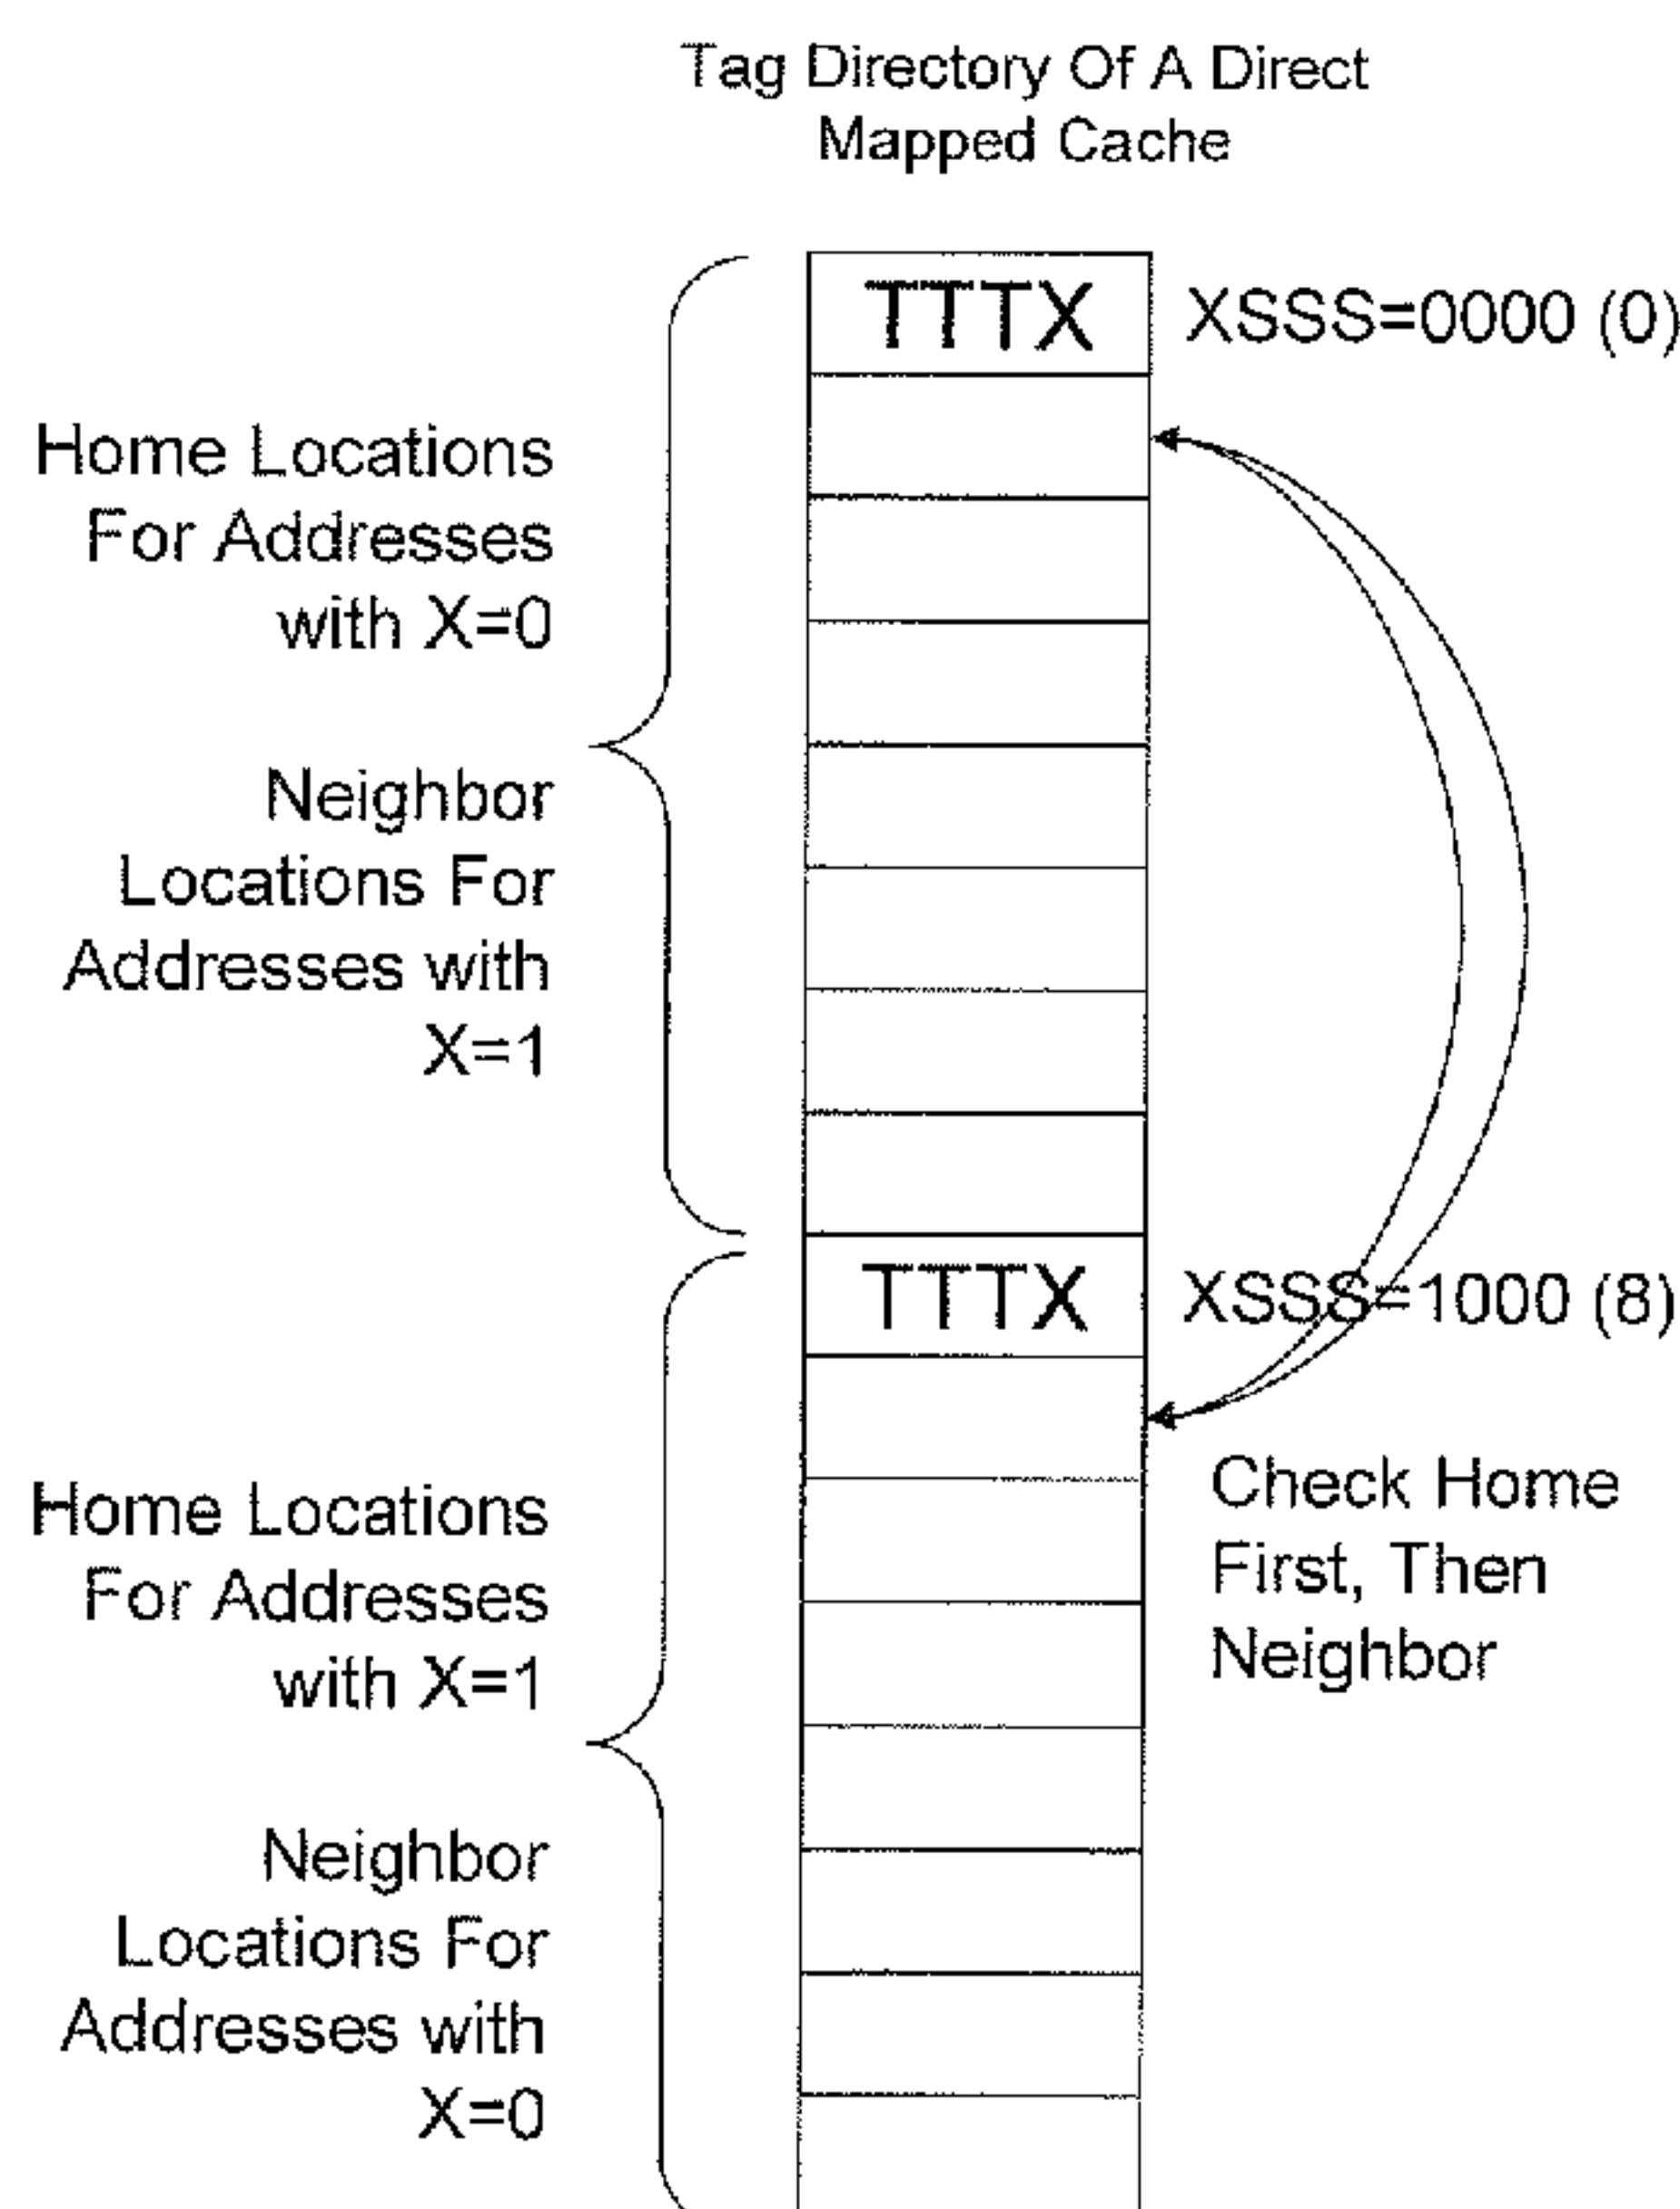 Tag Directory Of A Direct
Mapped Cache
TTTX XSSS=0000 (0)
Home Locations
For Addresses
with X=0
Neighbor
Locations For
Addresses with
X=1
TTTX XSSS=1000 (8)
Check Home
First, Then
Neighbor
Home Locations
For Addresses
with X=1
Neighbor
Locations For
Addresses with
X=0